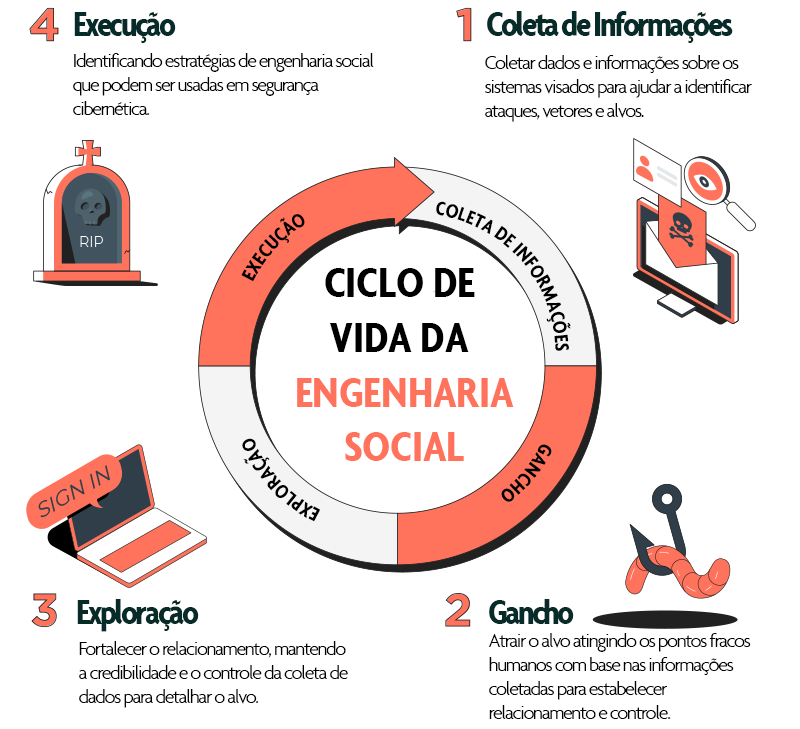 4 Execução
Identificando estratégias de engenharia social
que podem ser usadas em segurança
cibernética.
1 Coleta de Informações
Coletar dados e informações sobre os
sistemas visados para ajudar a identificar
ataques, vetores e alvos.
RIP
EXECUÇÃO
COLETA DE INFORMAÇÕES
CICLO DE
VIDA DA
ENGENHARIA
SOCIAL
EXPLORAÇÃO
GANCHO
SIGN IN
3 Exploração
Fortalecer o relacionamento, mantendo
a credibilidade e o controle da coleta de
dados para detalhar o alvo.
2 Gancho
Atrair o alvo atingindo os pontos fracos
humanos com base nas informações
coletadas para estabelecer
relacionamento e controle.